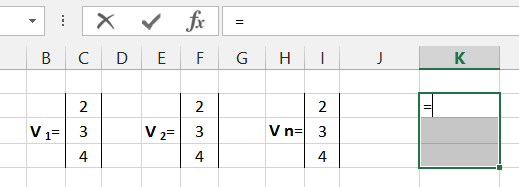 fx =
B C D E F G H I J K
2 2 2 =
V 1= 3 V 2= 3 V n= 3
4 4 4